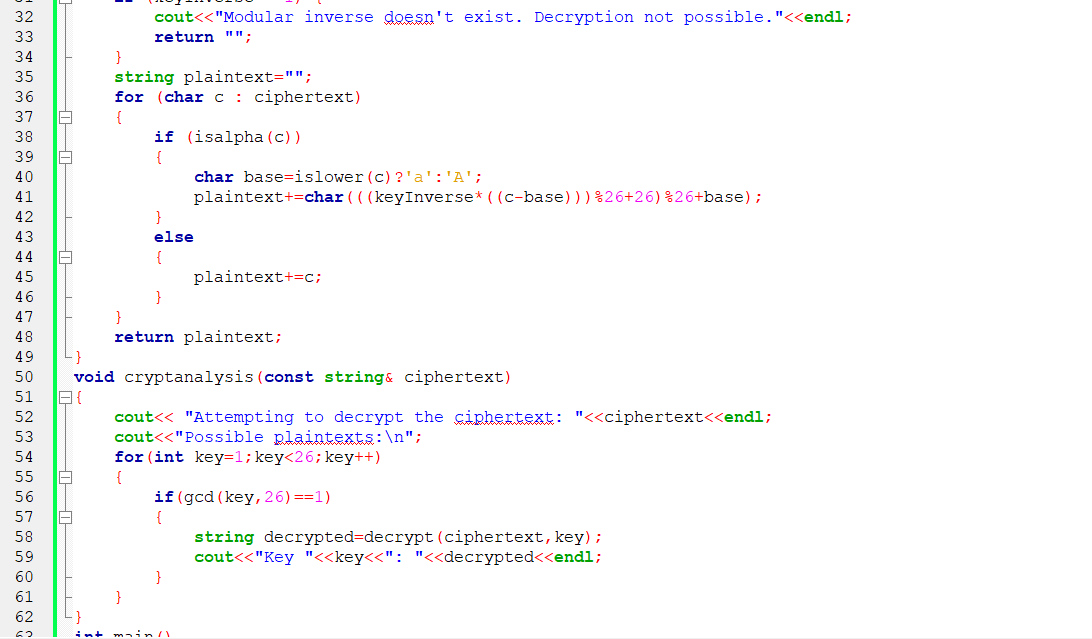 32 cout<<"Modular inverse doesn't exist. Decryption not possible."<<endl;
33 return "";
34 }
35 string plaintext="";
36 for (char c : ciphertext)
37 {
38 if (isalpha(c))
39 {
40 char base=islower(c)?'a':'A';
41 plaintext+=char(((keyInverse*((c-base)))%26+26)%26+base);
42 }
43 else
44 {
45 plaintext+=c;
46 }
47 }
48 return plaintext;
49 }
50 void cryptanalysis(const string& ciphertext)
51 {
52 cout<< "Attempting to decrypt the ciphertext: "<<ciphertext<<endl;
53 cout<<"Possible plaintexts:\n";
54 for(int key=1;key<26;key++)
55 {
56 if(gcd(key,26)==1)
57 {
58 string decrypted=decrypt(ciphertext,key);
59 cout<<"Key "<<key<<": "<<decrypted<<endl;
60 }
61 }
62 }
63 int main()